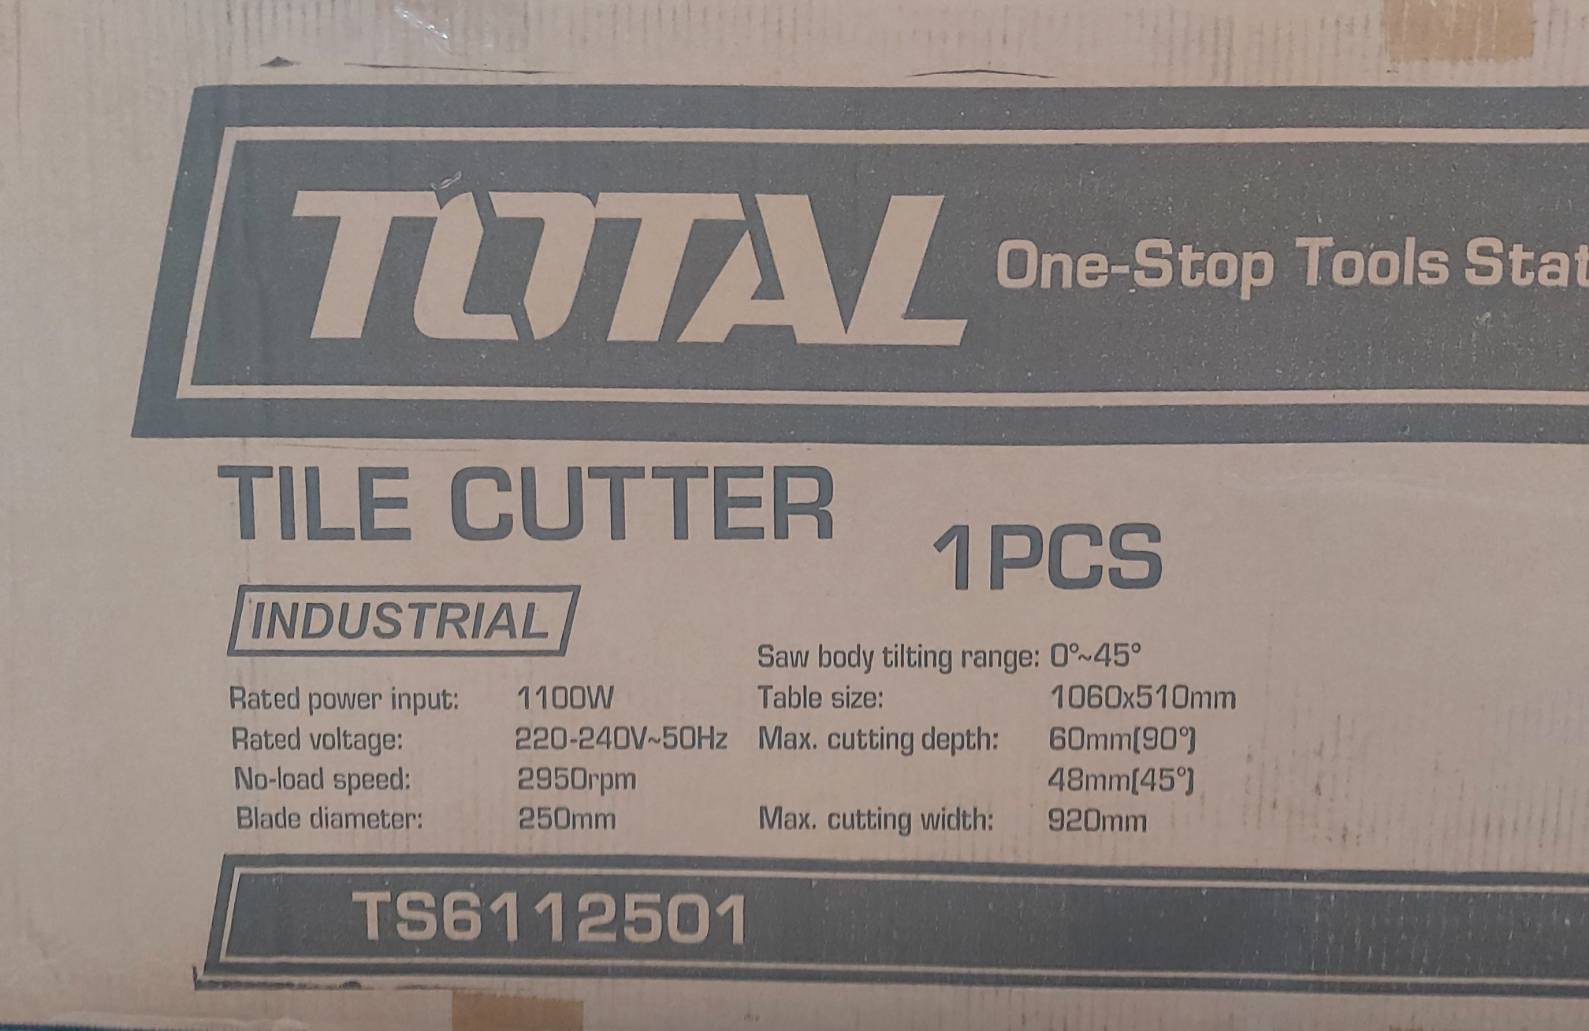 TOTAL
One-Stop Tools Stat
TILE CUTTER
1PCS
INDUSTRIAL
Rated power input: 1100W
Rated voltage: 220-240V~50Hz
No-load speed: 2950rpm
Blade diameter: 250mm
Saw body tilting range: 0°~45°
Table size: 1060x510mm
Max. cutting depth: 60mm(90°)
48mm(45°)
Max. cutting width: 920mm
TS6112501